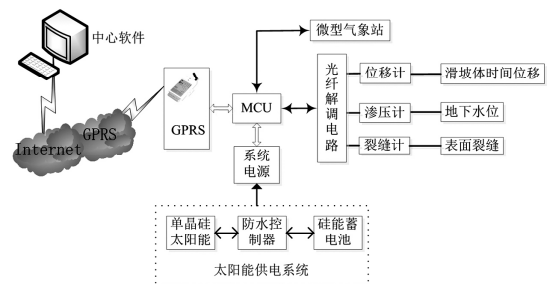 中心软件
微型气象站
Internet
GPRS
GPRS
MCU
光纤解调电路
位移计
滑坡体时间位移
渗压计
地下水位
裂缝计
表面裂缝
系统
电源
单晶硅
太阳能
防水控
制器
硅能蓄
电池
太阳能供电系统